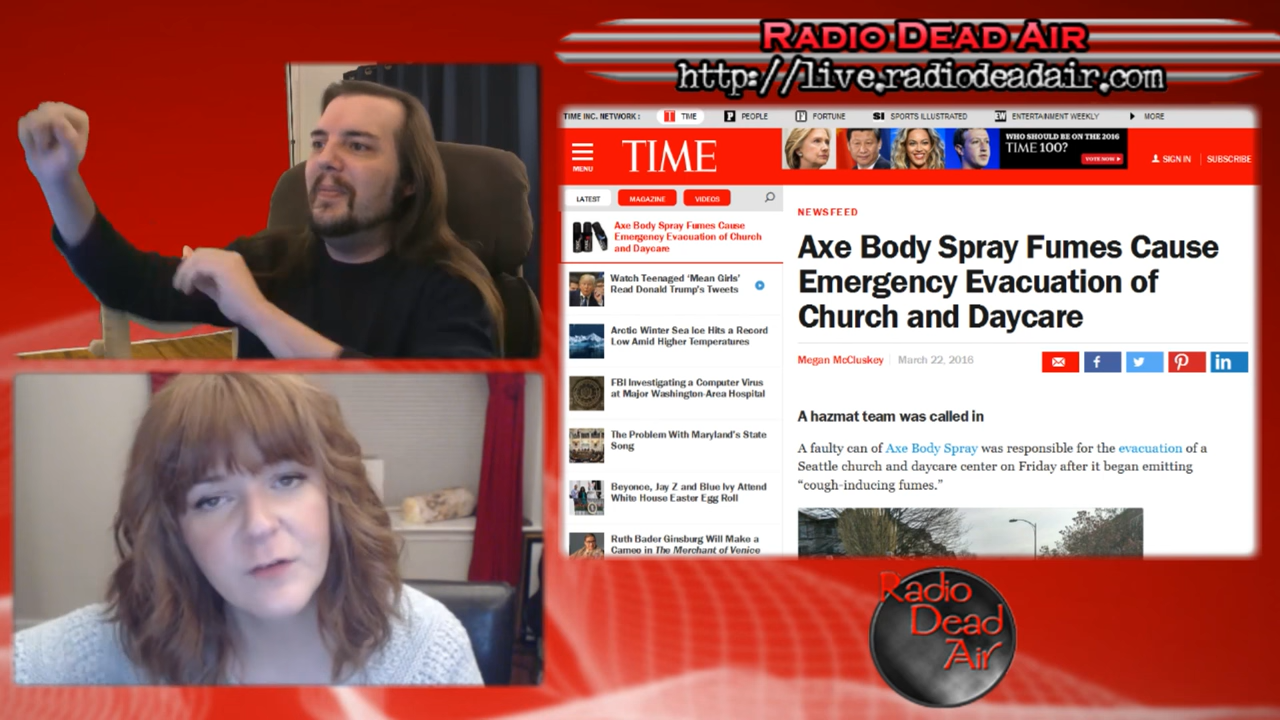 Radio Dead Air
http://live.radiodeadair.com
TIME INC. NETWORK :
TIME
PEOPLE
FORTUNE
SI SPORTS ILLUSTRATED
EW ENTERTAINMENT WEEKLY
MORE
MENU
TIME
WHO SHOULD BE ON THE 2016
TIME 100?
VOTE NOW
SIGN IN
SUBSCRIBE
LATEST
MAGAZINE
VIDEOS
Axe Body Spray Fumes Cause
Emergency Evacuation of Church
and Daycare
Watch Teenaged ‘Mean Girls’
Read Donald Trump's Tweets
Arctic Winter Sea Ice Hits a Record
Low Amid Higher Temperatures
FBI Investigating a Computer Virus
at Major Washington-Area Hospital
The Problem With Maryland's State
Song
Beyonce, Jay Z and Blue Ivy Attend
White House Easter Egg Roll
Ruth Bader Ginsburg Will Make a
Cameo in The Merchant of Venice
NEWSFEED
Axe Body Spray Fumes Cause
Emergency Evacuation of
Church and Daycare
Megan McCluskey
March 22, 2016
A hazmat team was called in
A faulty can of Axe Body Spray was responsible for the evacuation of a
Seattle church and daycare center on Friday after it began emitting
“cough-inducing fumes.”
Radio
Dead
Air